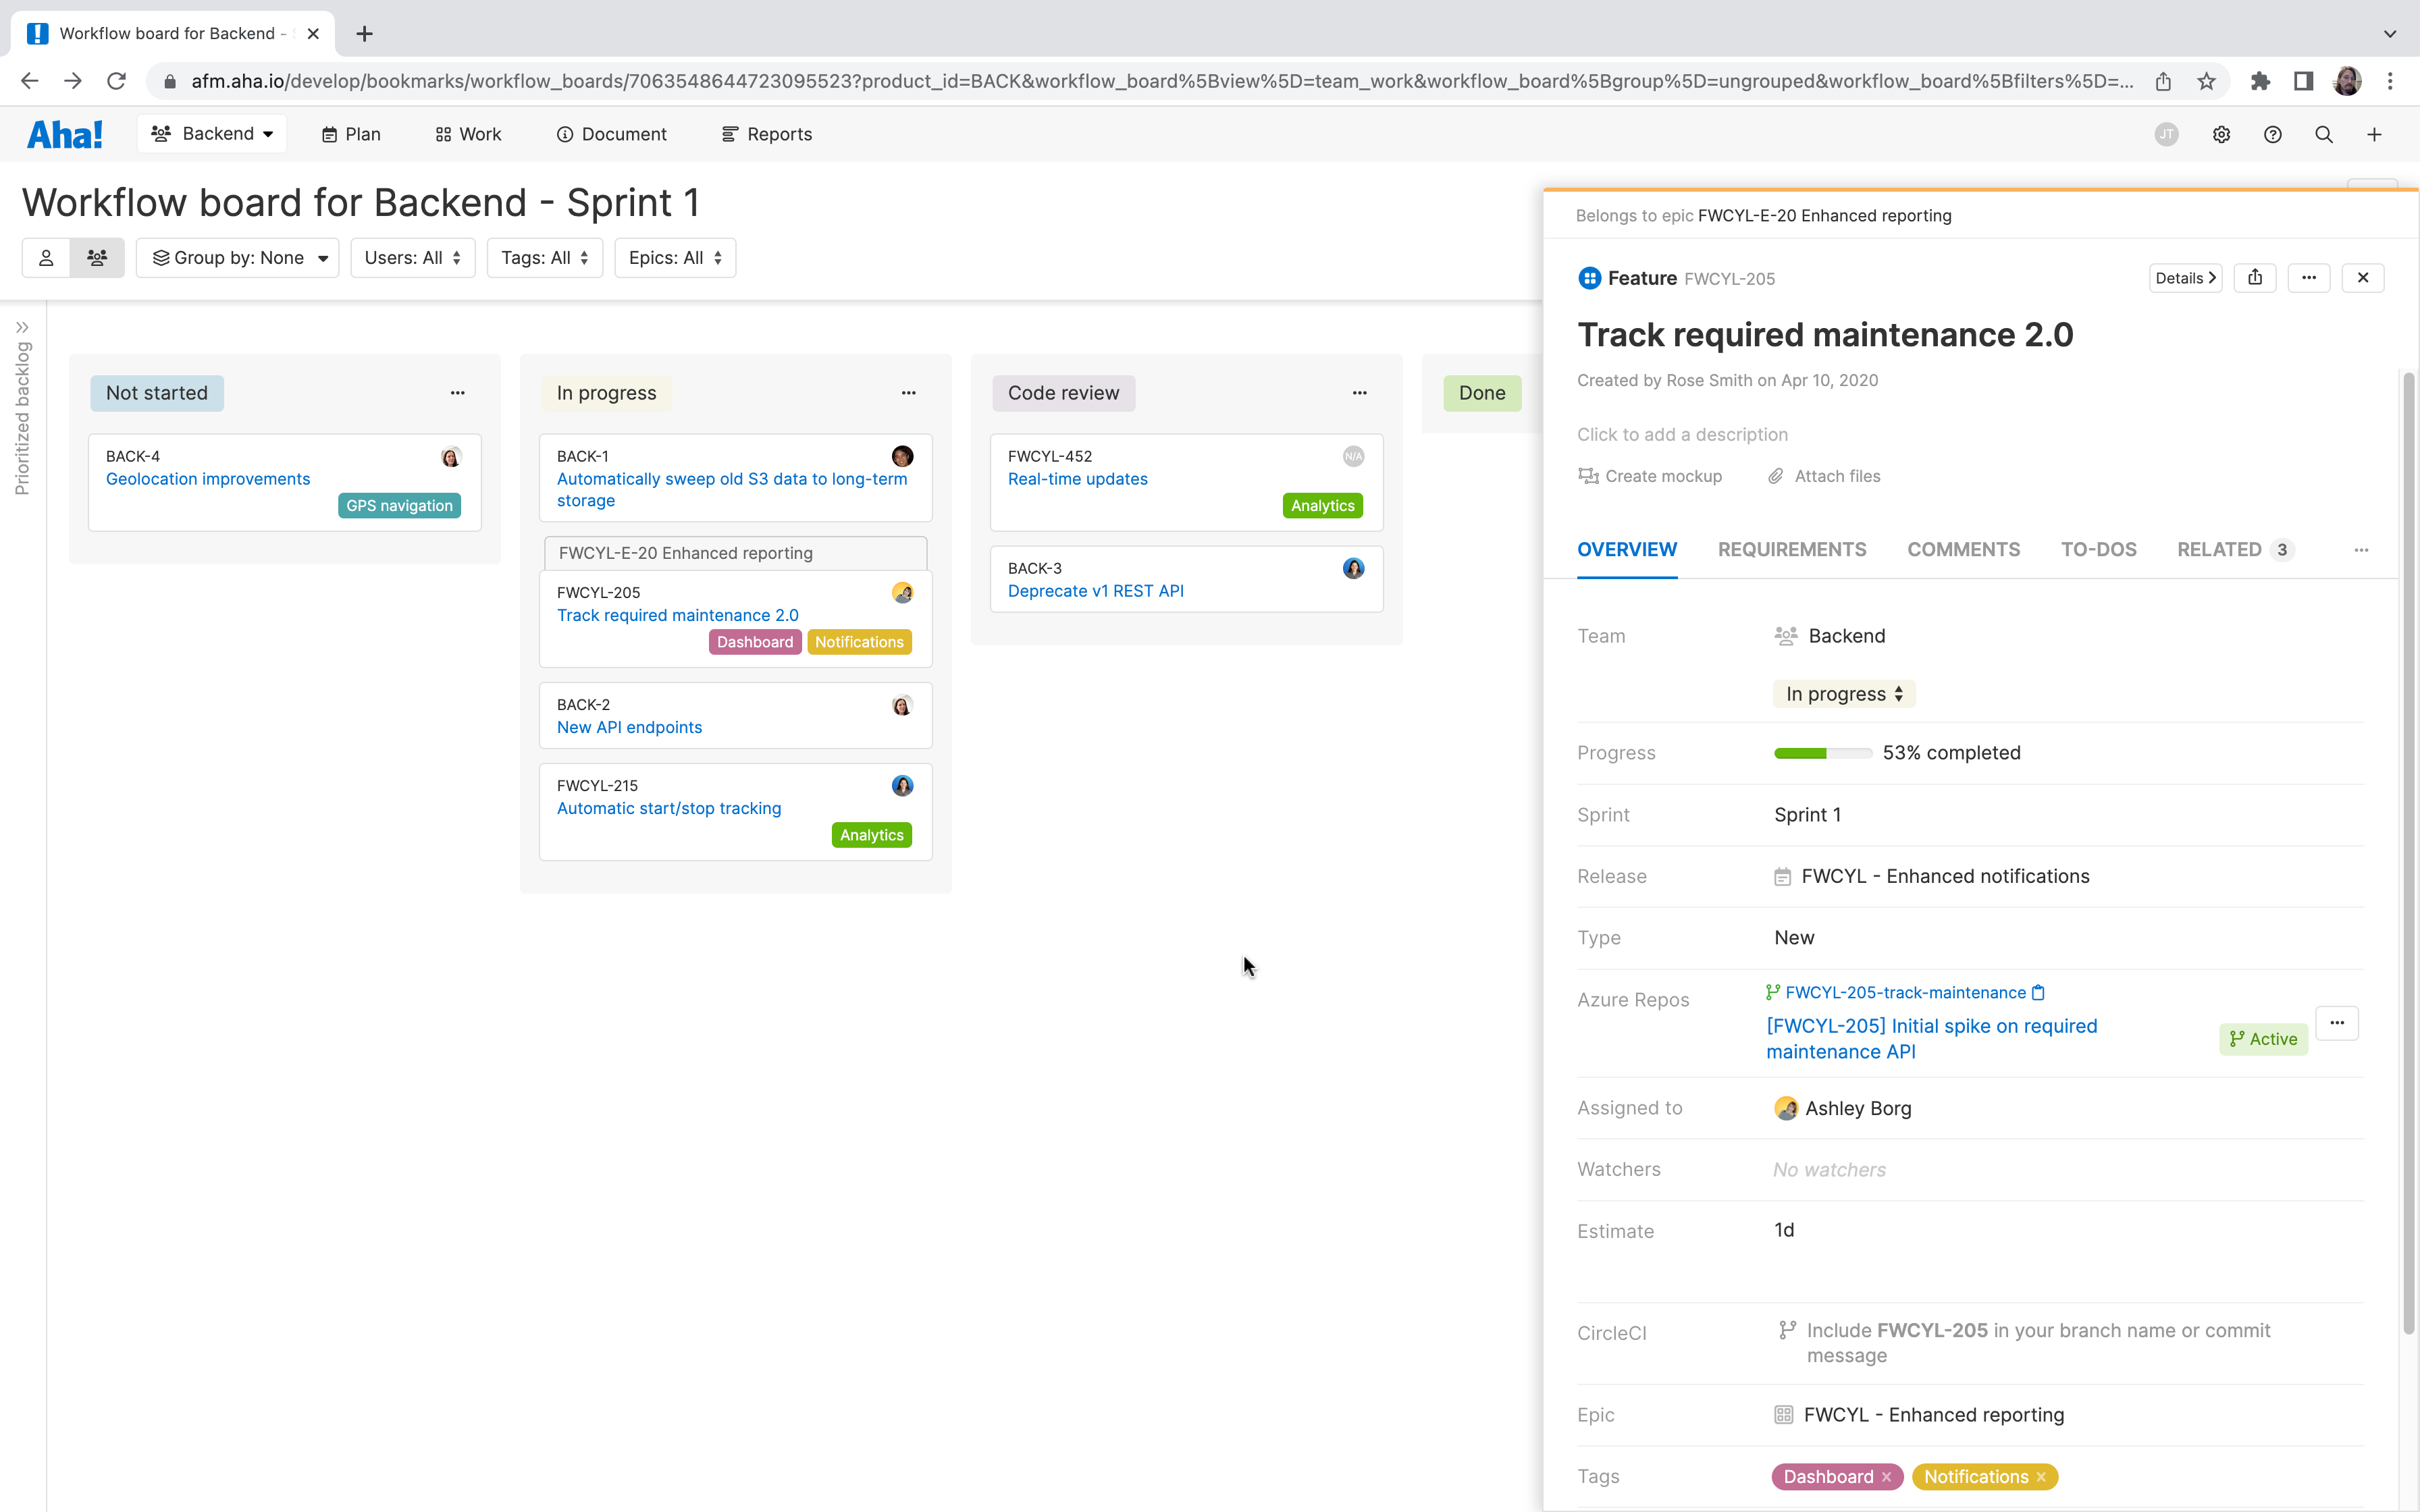 Workflow board for Backend -
afm.aha.io/develop/bookmarks/workflow_boards/7063548644723095523?product_id=BACK&workflow_board%5Bview%5D=team_work&workflow_board%5Bgroup%5D=ungrouped&workflow_board%5Bfilters%5D=...
Aha!
Backend
Plan
Work
Document
Reports
JT
Workflow board for Backend - Sprint 1
Group by: None
Users: All
Tags: All
Epics: All
Prioritized backlog
Not started
BACK-4
Geolocation improvements
GPS navigation
In progress
BACK-1
Automatically sweep old S3 data to long-term
storage
FWCYL-E-20 Enhanced reporting
FWCYL-205
Track required maintenance 2.0
Dashboard
Notifications
BACK-2
New API endpoints
FWCYL-215
Automatic start/stop tracking
Analytics
Code review
FWCYL-452
N/A
Real-time updates
Analytics
BACK-3
Deprecate v1 REST API
Done
Belongs to epic FWCYL-E-20 Enhanced reporting
Feature FWCYL-205
Details
Track required maintenance 2.0
Created by Rose Smith on Apr 10, 2020
Click to add a description
Create mockup
Attach files
OVERVIEW
REQUIREMENTS
COMMENTS
TO-DOS
RELATED 3
Team
Backend
In progress
Progress
53% completed
Sprint
Sprint 1
Release
FWCYL - Enhanced notifications
Type
New
Azure Repos
FWCYL-205-track-maintenance
[FWCYL-205] Initial spike on required
maintenance API
Active
Assigned to
Ashley Borg
Watchers
No watchers
Estimate
1d
CircleCI
Include FWCYL-205 in your branch name or commit
message
Epic
FWCYL - Enhanced reporting
Tags
Dashboard ×
Notifications ×